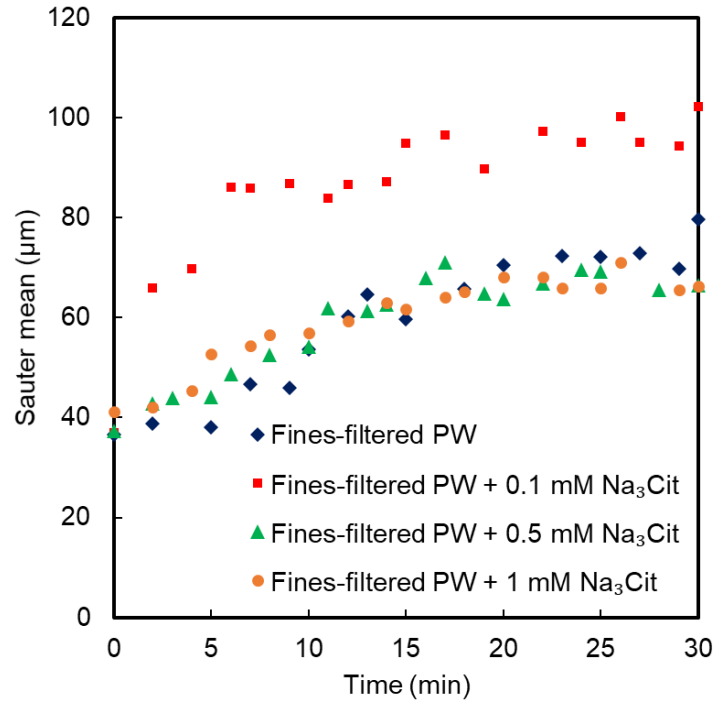 120
100
80
60
40
20
0
Sauter mean (µm)
Fines-filtered PW
Fines-filtered PW + 0.1 mM Na₃Cit
Fines-filtered PW + 0.5 mM Na₃Cit
Fines-filtered PW + 1 mM Na₃Cit
0 5 10 15 20 25 30
Time (min)